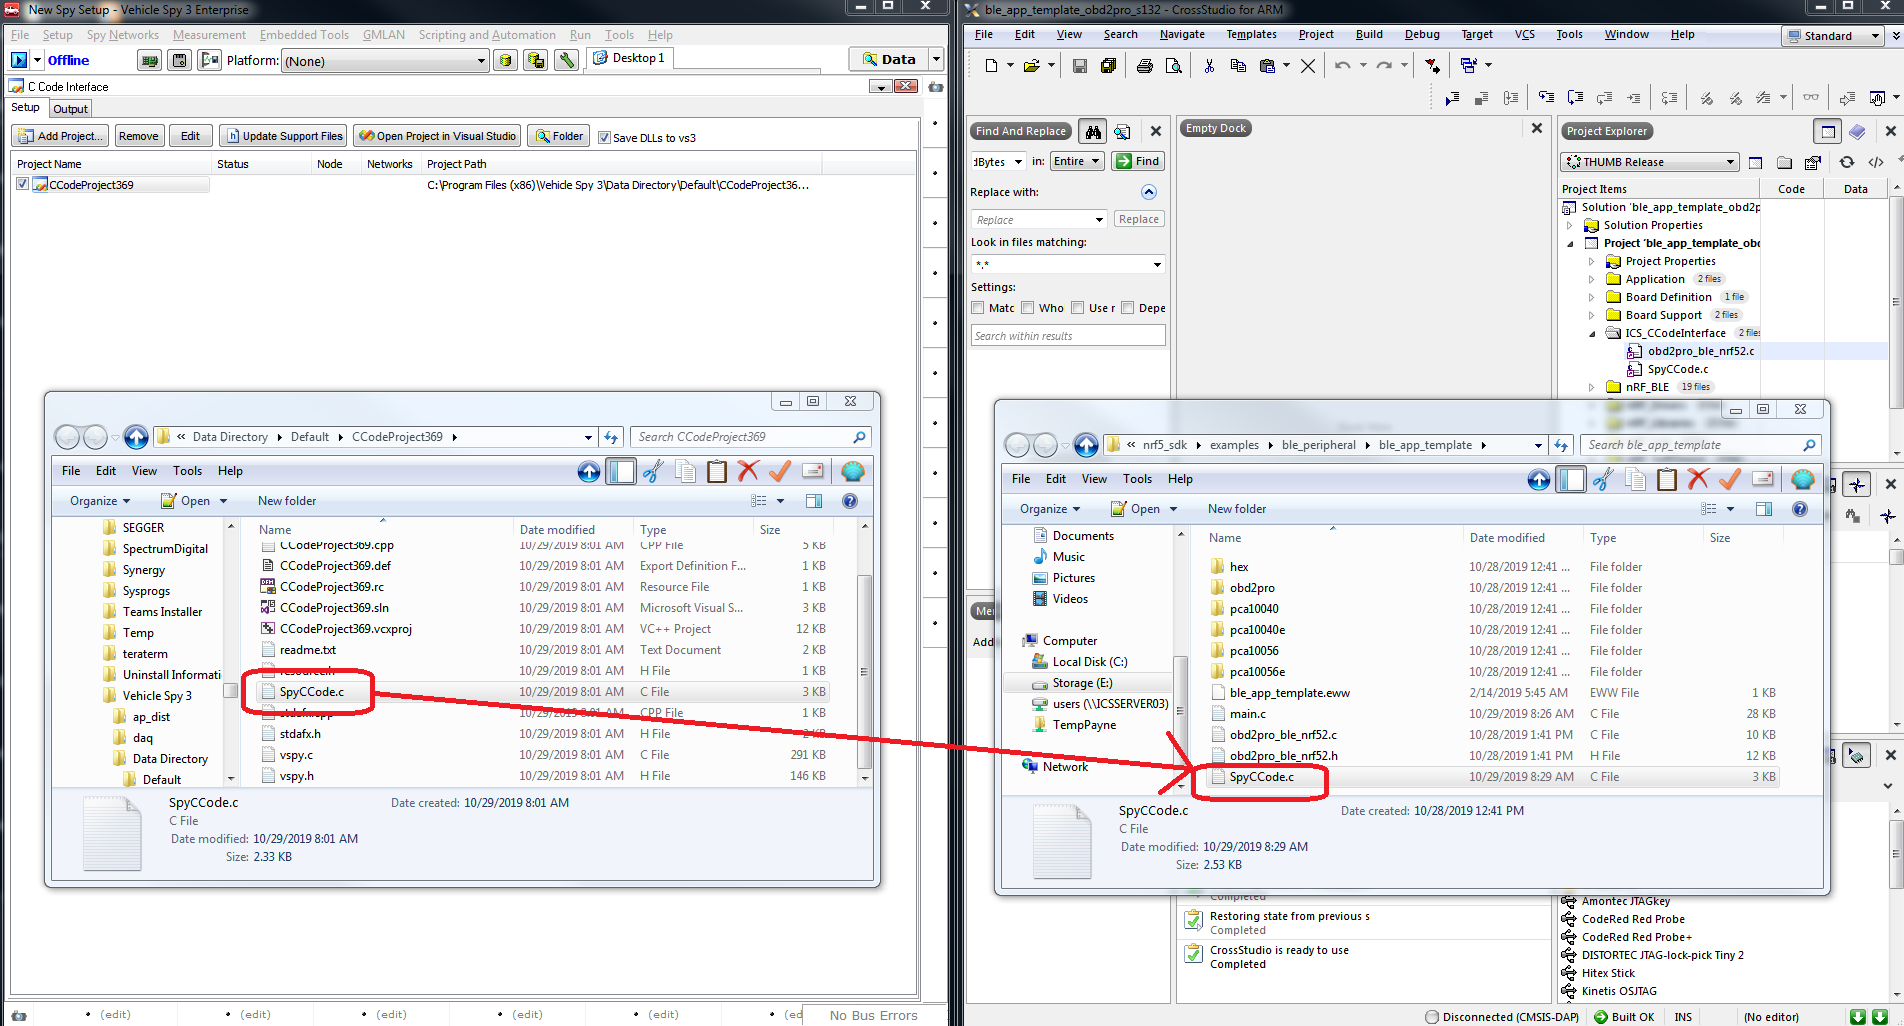 New Spy Setup - Vehicle Spy 3 Enterprise
File Setup Spy Networks Measurement Embedded Tools GMLAN Scripting and Automation Run Tools Help
Offline Platform: (None) Desktop 1 Data
C Code Interface
Setup Output
Add Project... Remove Edit Update Support Files Open Project in Visual Studio Folder Save DLLs to vs3
Project Name Status Node Networks Project Path
CCodeProject369 C:\Program Files (x86)\Vehicle Spy 3\Data Directory\Default\CCodeProject36...
« Data Directory Default CCodeProject369 Search CCodeProject369
File Edit View Tools Help
Organize Open New folder
Name Date modified Type Size
SEGGER
SpectrumDigital
Synergy
Sysprogs
Teams Installer
Temp
teraterm
Uninstall Informati
Vehicle Spy 3
ap_dist
daq
Data Directory
Default
CCodeProject369.cpp 10/29/2019 8:01 AM CPP File 5 KB
CCodeProject369.def 10/29/2019 8:01 AM Export Definition F... 1 KB
CCodeProject369.rc 10/29/2019 8:01 AM Resource File 1 KB
CCodeProject369.sln 10/29/2019 8:01 AM Microsoft Visual S... 3 KB
CCodeProject369.vcxproj 10/29/2019 8:01 AM VC++ Project 12 KB
readme.txt 10/29/2019 8:01 AM Text Document 2 KB
resource.h 10/29/2019 8:01 AM H File 1 KB
SpyCCode.c 10/29/2019 8:01 AM C File 3 KB
stdafx.cpp 10/29/2019 8:01 AM CPP File 1 KB
stdafx.h 10/29/2019 8:01 AM H File 2 KB
vspy.c 10/29/2019 8:01 AM C File 291 KB
vspy.h 10/29/2019 8:01 AM H File 146 KB
SpyCCode.c Date created: 10/29/2019 8:01 AM
C File
Date modified: 10/29/2019 8:01 AM
Size: 2.33 KB
(edit) (edit) (edit) (edit) (edit) (ed No Bus Errors
ble_app_template_obd2pro_s132 - CrossStudio for ARM
File Edit View Search Navigate Templates Project Build Debug Target VCS Tools Window Help Standard
Find And Replace
dBytes in: Entire Find
Replace with:
Replace Replace
Look in files matching:
*.*
Settings:
Matc Who Use r Depe
Search within results
Empty Dock
Project Explorer
THUMB Release
Project Items Code Data
Solution 'ble_app_template_obd2p
Solution Properties
Project 'ble_app_template_obd
Project Properties
Application 2 files
Board Definition 1 file
Board Support 2 files
ICS_CCodeInterface 2 files
obd2pro_ble_nrf52.c
SpyCCode.c
nRF_BLE 19 files
Mer
Add
« nrf5_sdk examples ble_peripheral ble_app_template Search ble_app_template
File Edit View Tools Help
Organize Open New folder
Name Date modified Type Size
Documents
Music
Pictures
Videos
Computer
Local Disk (C:)
Storage (E:)
users (\\ICSSERVER03)
TempPayne
Network
hex 10/28/2019 12:41 ... File folder
obd2pro 10/28/2019 12:41 ... File folder
pca10040 10/28/2019 12:41 ... File folder
pca10040e 10/28/2019 12:41 ... File folder
pca10056 10/28/2019 12:41 ... File folder
pca10056e 10/28/2019 12:41 ... File folder
ble_app_template.eww 2/14/2019 5:45 AM EWW File 1 KB
main.c 10/29/2019 8:26 AM C File 28 KB
obd2pro_ble_nrf52.c 10/28/2019 1:41 PM C File 10 KB
obd2pro_ble_nrf52.h 10/28/2019 1:41 PM H File 12 KB
SpyCCode.c 10/29/2019 8:29 AM C File 3 KB
SpyCCode.c Date created: 10/28/2019 12:41 PM
C File
Date modified: 10/29/2019 8:29 AM
Size: 2.53 KB
Completed
Restoring state from previous s
Completed
CrossStudio is ready to use
Completed
Amontec JTAGkey
CodeRed Red Probe
CodeRed Red Probe+
DISTORTEC JTAG-lock-pick Tiny 2
Hitex Stick
Kinetis OSJTAG
Disconnected (CMSIS-DAP) Built OK INS (No editor)